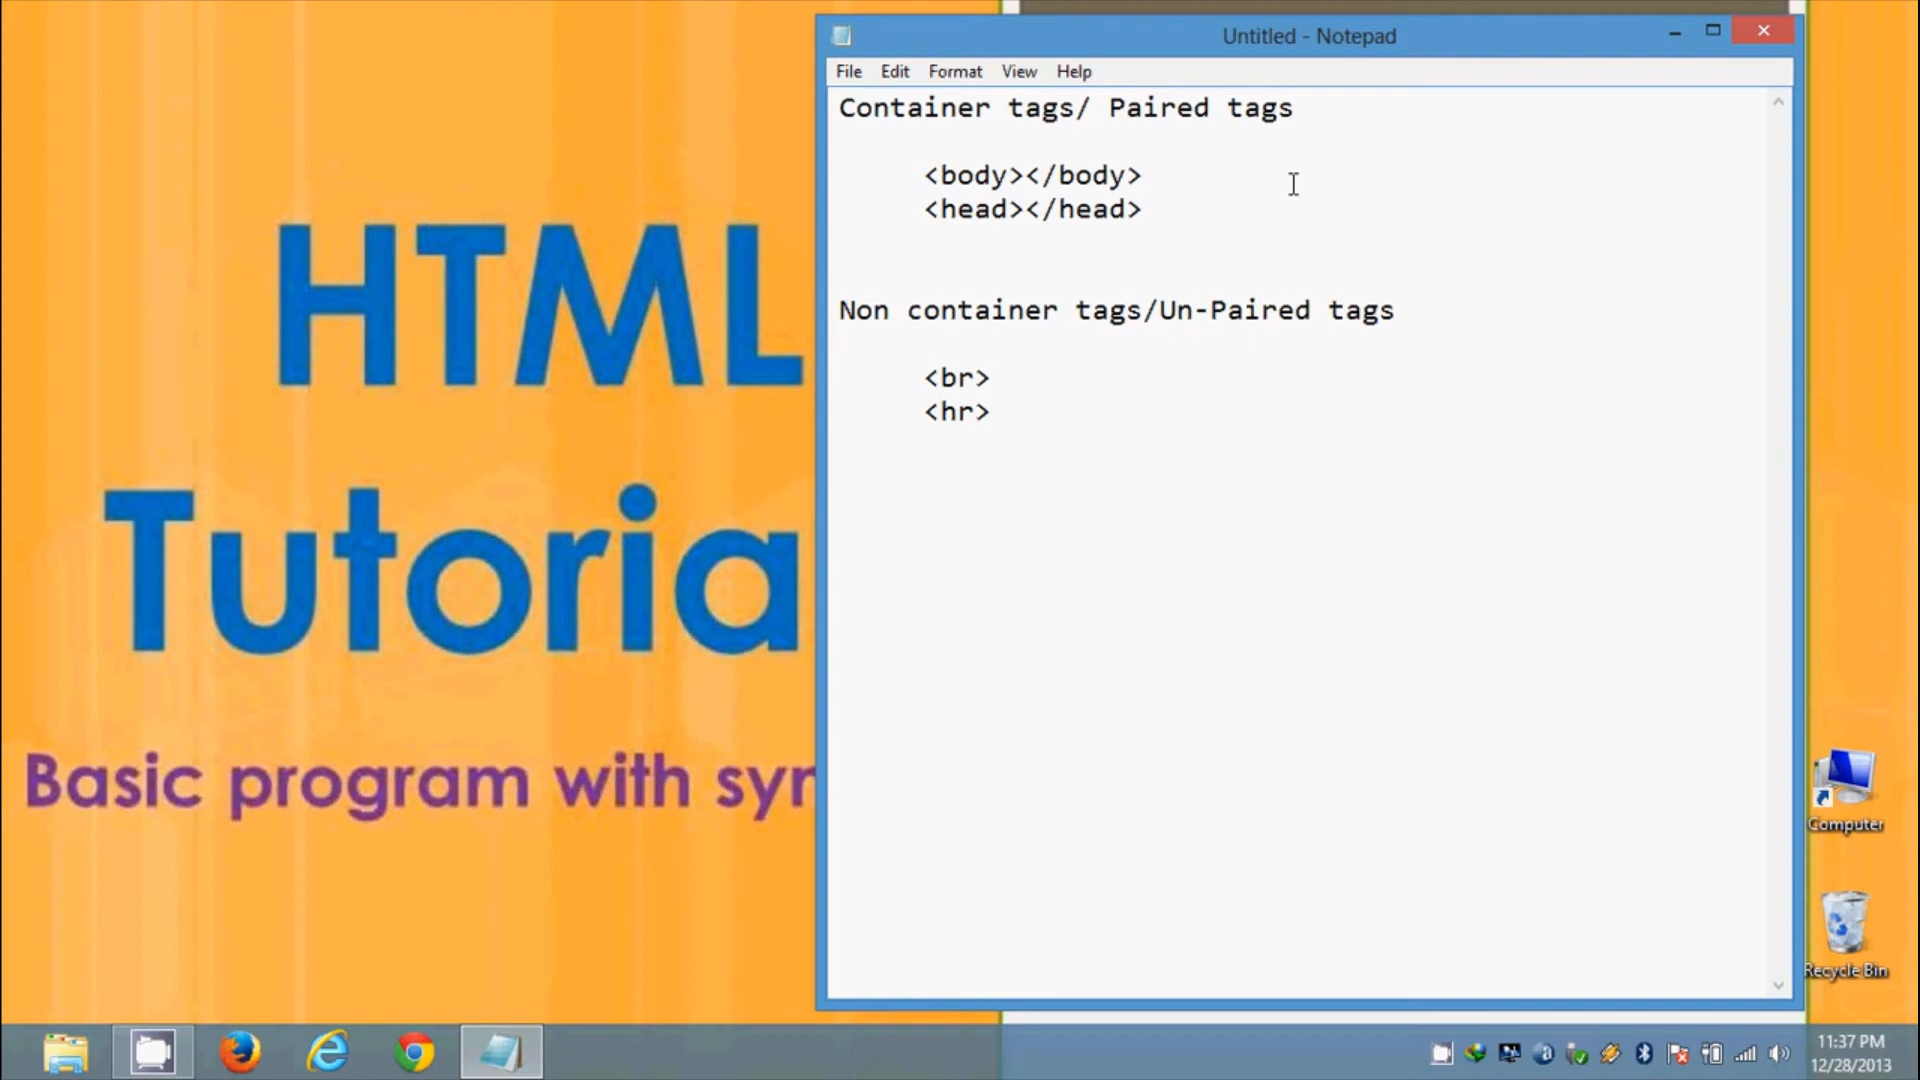 Untitled - Notepad
File Edit Format View Help
Container tags/ Paired tags
<body></body>
<head></head>
Non container tags/Un-Paired tags
<br>
<hr>
HTML
Tutoria
Basic program with syn
Computer
Recycle Bin
11:37 PM
12/28/2013